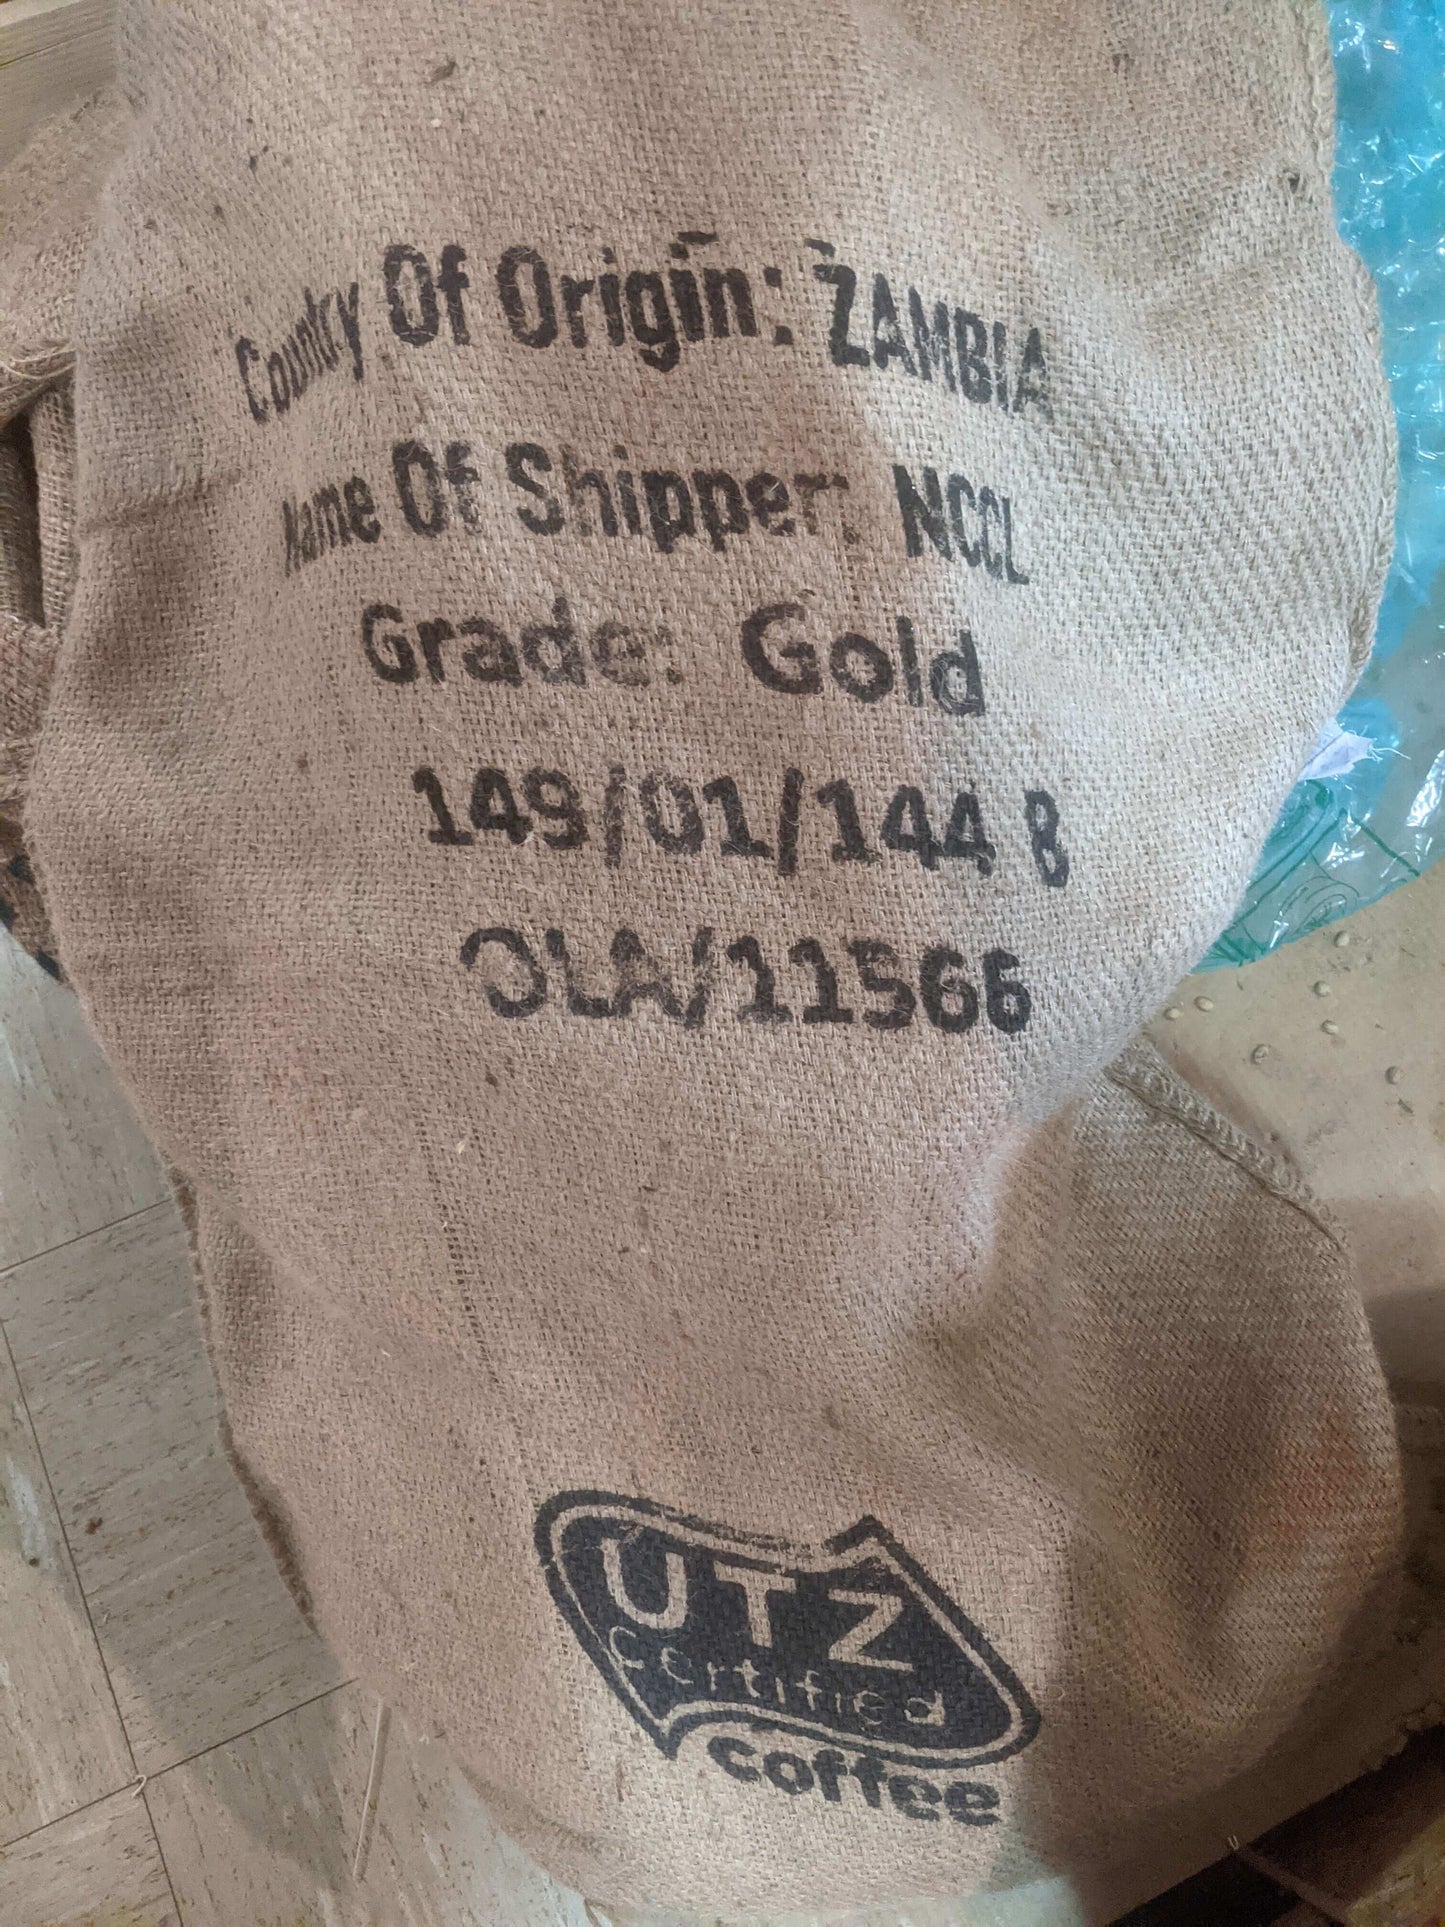 Country Of Origin: ZAMBIA
Name Of Shipper: NCCL
Grade: Gold
149/01/144 B
OLA/11566
UTZ
Certified
coffee